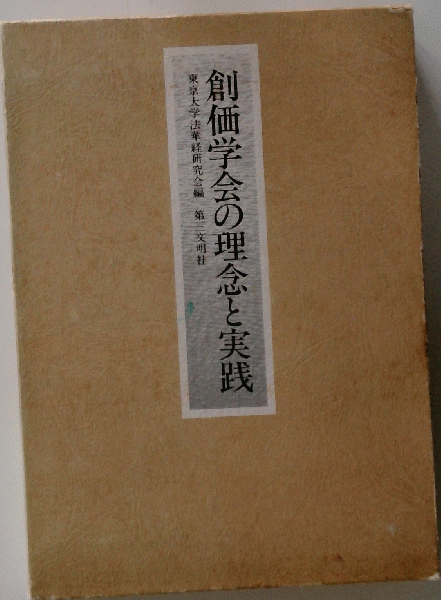 創価学会の理念と実践
東京大学法華経研究会編 第三文明社